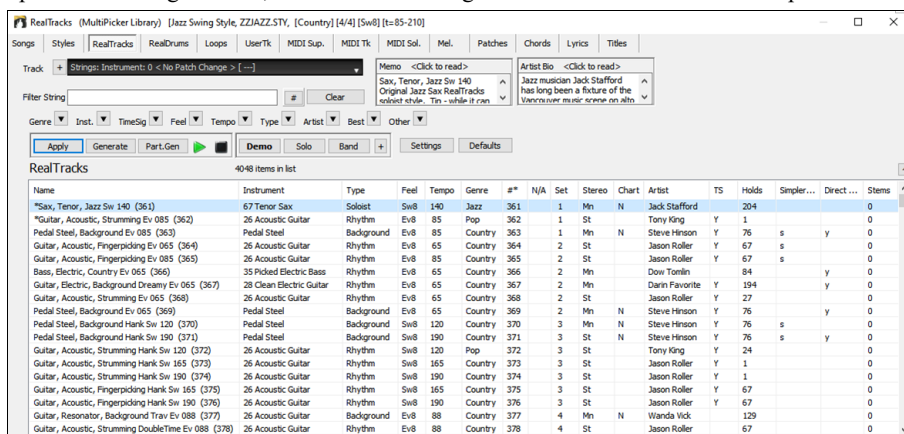 RealTracks (MultiPicker Library) [Jazz Swing Style, ZZJAZZ.STY, [Country] [4/4] [Sw8] [t=85-210]
Songs Styles RealTracks RealDrums Loops UserTk MIDI Sup. MIDI Tk MIDI Sol. Mel. Patches Chords Lyrics Titles
Track + Strings: Instrument: 0 < No Patch Change > [ ---]
Memo <Click to read> Artist Bio <Click to read>
Sax, Tenor, Jazz Sw 140 Jazz musician Jack Stafford
Original Jazz Sax RealTracks has long been a fixture of the
soloist style. Tip - while it can Vancouver music scene on alto
Filter String # Clear
Genre Inst. TimeSig Feel Tempo Type Artist Best Other
Apply Generate Part.Gen Demo Solo Band + Settings Defaults
RealTracks 4048 items in list
Name Instrument Type Feel Tempo Genre #* N/A Set Stereo Chart Artist TS Holds Simpler... Direct ... Stems
*Sax, Tenor, Jazz Sw 140 (361) 67 Tenor Sax Soloist Sw8 140 Jazz 361 1 Mn N Jack Stafford 204 0
*Guitar, Acoustic, Strumming Ev 085 (362) 26 Acoustic Guitar Rhythm Ev8 85 Pop 362 1 St Tony King Y 1 0
Pedal Steel, Background Ev 085 (363) Pedal Steel Background Ev8 85 Country 363 1 Mn N Steve Hinson Y 76 s y 0
Guitar, Acoustic, Fingerpicking Ev 065 (364) 26 Acoustic Guitar Rhythm Ev8 65 Country 364 2 St Jason Roller Y 67 s 0
Guitar, Acoustic, Fingerpicking Ev 085 (365) 26 Acoustic Guitar Rhythm Ev8 85 Country 365 2 St Jason Roller Y 67 s 0
Bass, Electric, Country Ev 065 (366) 35 Picked Electric Bass Rhythm Ev8 65 Country 366 2 Mn Dow Tomlin 84 y 0
Guitar, Electric, Background Dreamy Ev 065 (367) 28 Clean Electric Guitar Rhythm Ev8 65 Country 367 2 Mn Darin Favorite Y 194 y 0
Guitar, Acoustic, Strumming Ev 065 (368) 26 Acoustic Guitar Rhythm Ev8 65 Country 368 2 St Jason Roller Y 27 0
Pedal Steel, Background Ev 065 (369) Pedal Steel Background Ev8 65 Country 369 2 Mn N Steve Hinson Y 76 y 0
Pedal Steel, Background Hank Sw 120 (370) Pedal Steel Background Sw8 120 Country 370 3 Mn N Steve Hinson Y 76 s 0
Pedal Steel, Background Hank Sw 190 (371) Pedal Steel Background Sw8 190 Country 371 3 St N Steve Hinson Y 76 s y 0
Guitar, Acoustic, Strumming Hank Sw 120 (372) 26 Acoustic Guitar Rhythm Sw8 120 Pop 372 3 St Tony King Y 24 0
Guitar, Acoustic, Strumming Hank Sw 165 (373) 26 Acoustic Guitar Rhythm Sw8 165 Country 373 3 St Jason Roller Y 1 0
Guitar, Acoustic, Strumming Hank Sw 190 (374) 26 Acoustic Guitar Rhythm Sw8 190 Country 374 3 St Jason Roller Y 1 0
Guitar, Acoustic, Fingerpicking Hank Sw 165 (375) 26 Acoustic Guitar Rhythm Sw8 165 Country 375 3 St Jason Roller Y 67 0
Guitar, Acoustic, Fingerpicking Hank Sw 190 (376) 26 Acoustic Guitar Rhythm Sw8 190 Country 376 3 St Jason Roller Y 67 0
Guitar, Resonator, Background Trav Ev 088 (377) 26 Acoustic Guitar Background Ev8 88 Country 377 4 Mn N Wanda Vick 129 0
Guitar, Acoustic, Strumming DoubleTime Ev 088 (378) 26 Acoustic Guitar Rhythm Ev8 88 Country 378 4 St Jason Roller 67 0